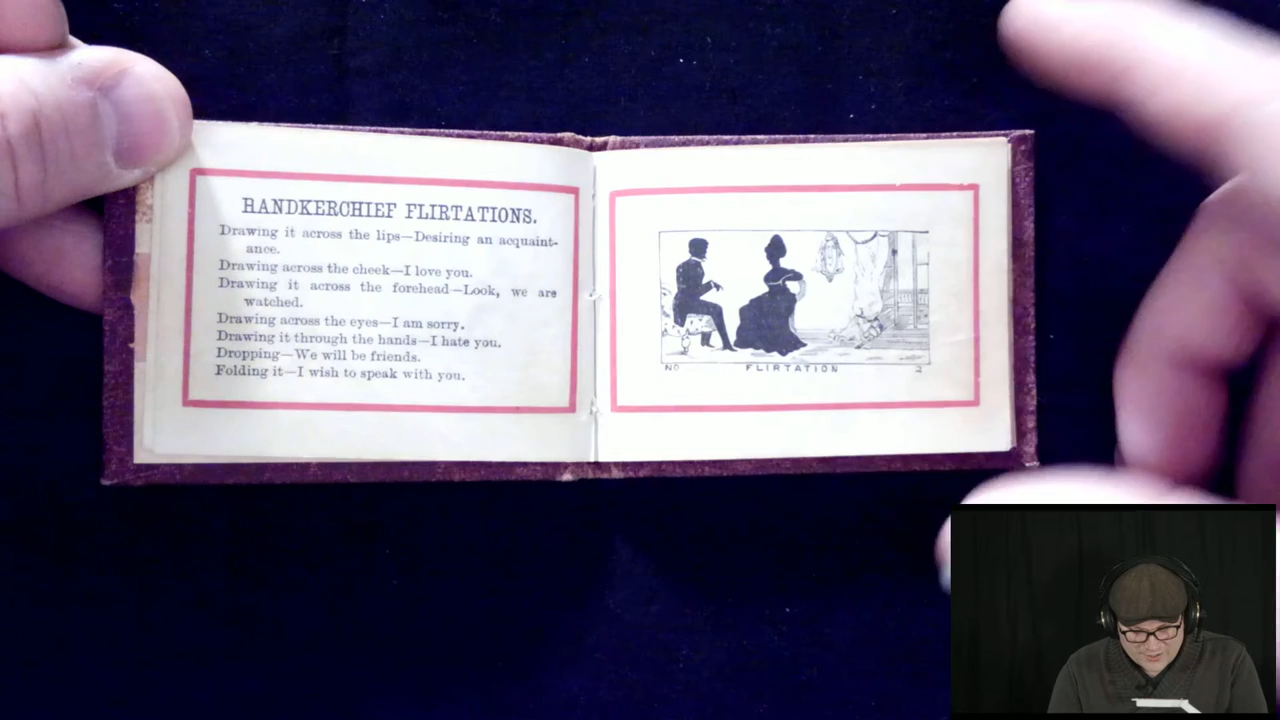 HANDKERCHIEF FLIRTATIONS.
Drawing it across the lips—Desiring an acquaint-
ance.
Drawing across the cheek—I love you.
Drawing it across the forehead—Look, we are
watched.
Drawing across the eyes—I am sorry.
Drawing it through the hands—I hate you.
Dropping—We will be friends.
Folding it—I wish to speak with you.
NO FLIRTATION 2